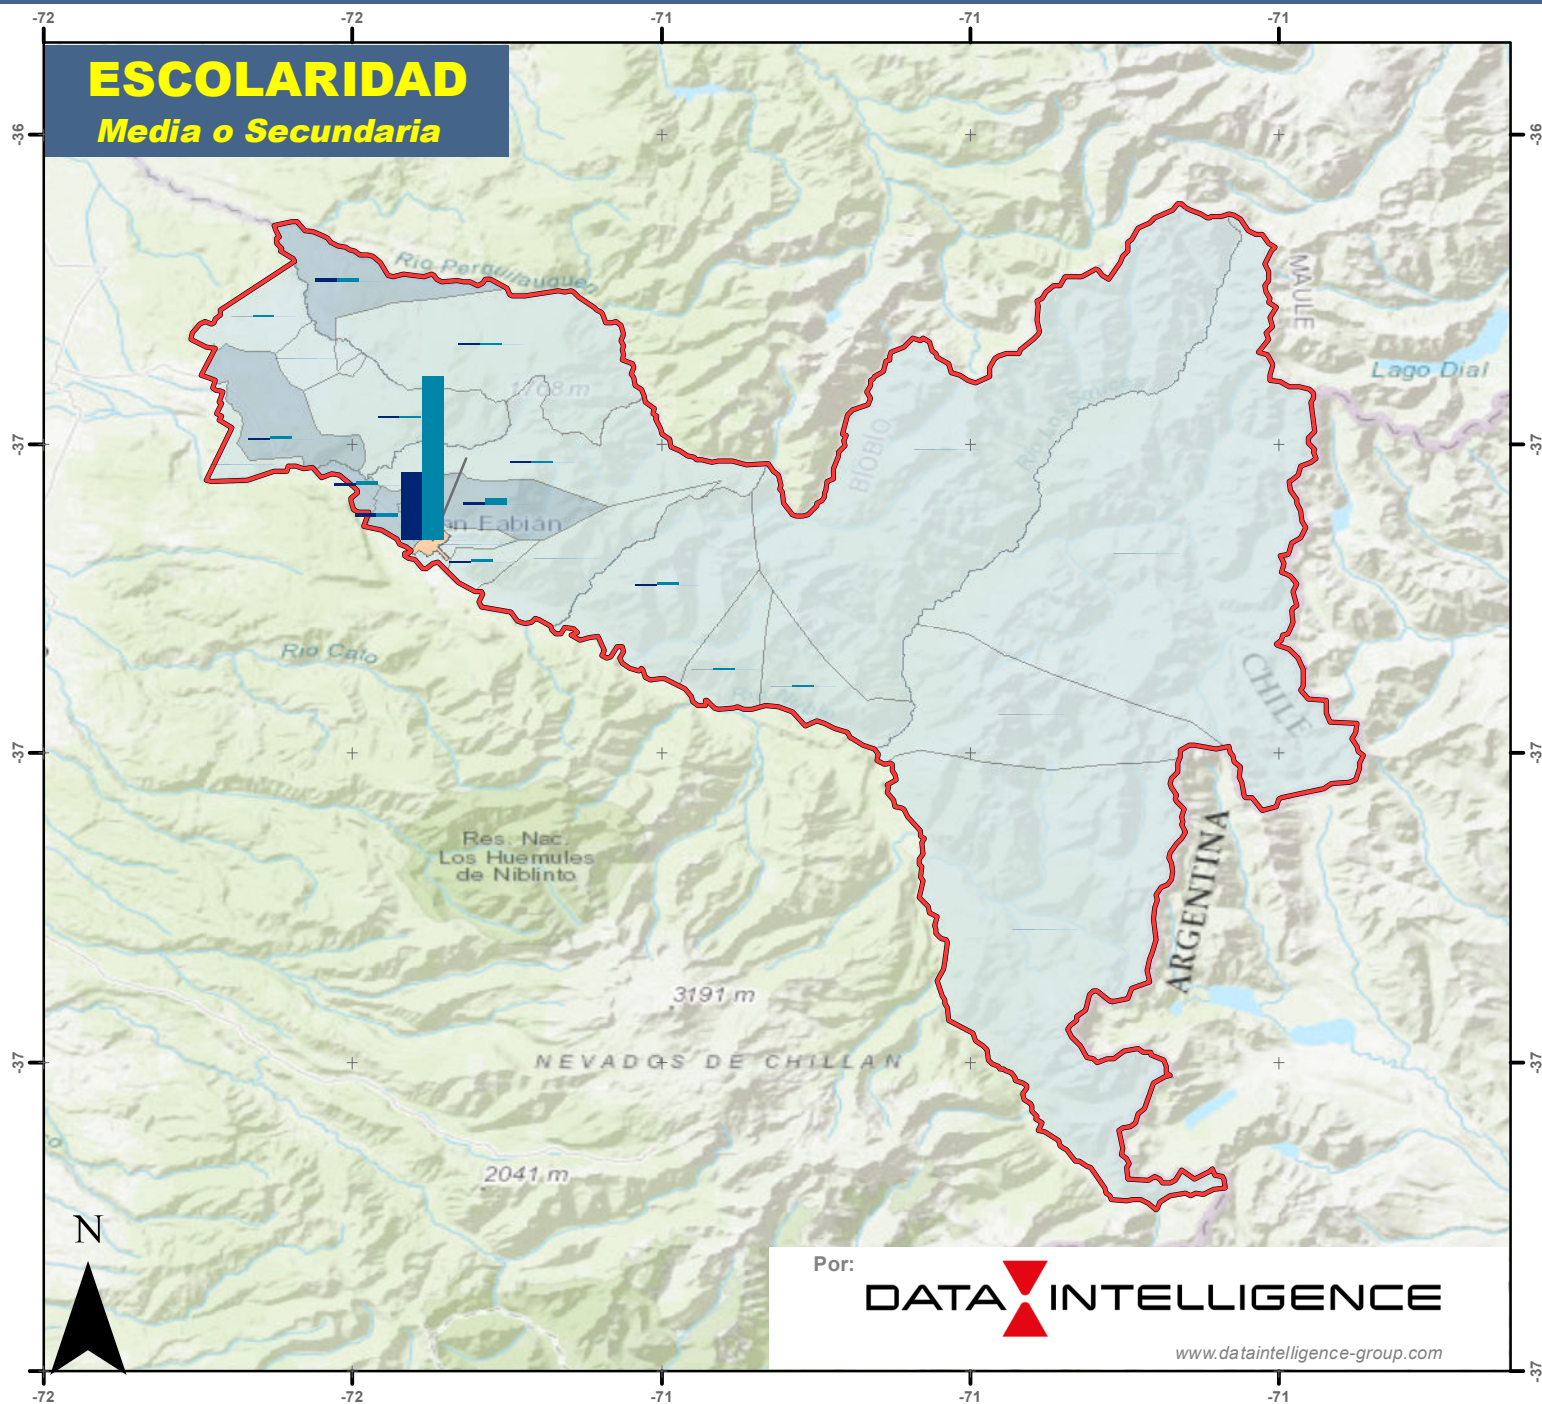 -72
-72
-71
-71
-71
ESCOLARIDAD
Media o Secundaria
-36
-36
Rio Perquilauquen
MAULE
1768 m
Lago Dial
-37
-37
BIOBIO
San Fabián
Rio Cato
CHILE
-37
-37
Res. Nac.
Los Huemules
de Niblinto
ARGENTINA
3191 m
NEVADOS DE CHILLAN
-37
-37
2041 m
N
Por:
DATA INTELLIGENCE
www.dataintelligence-group.com
-37
-37
-72
-72
-71
-71
-71